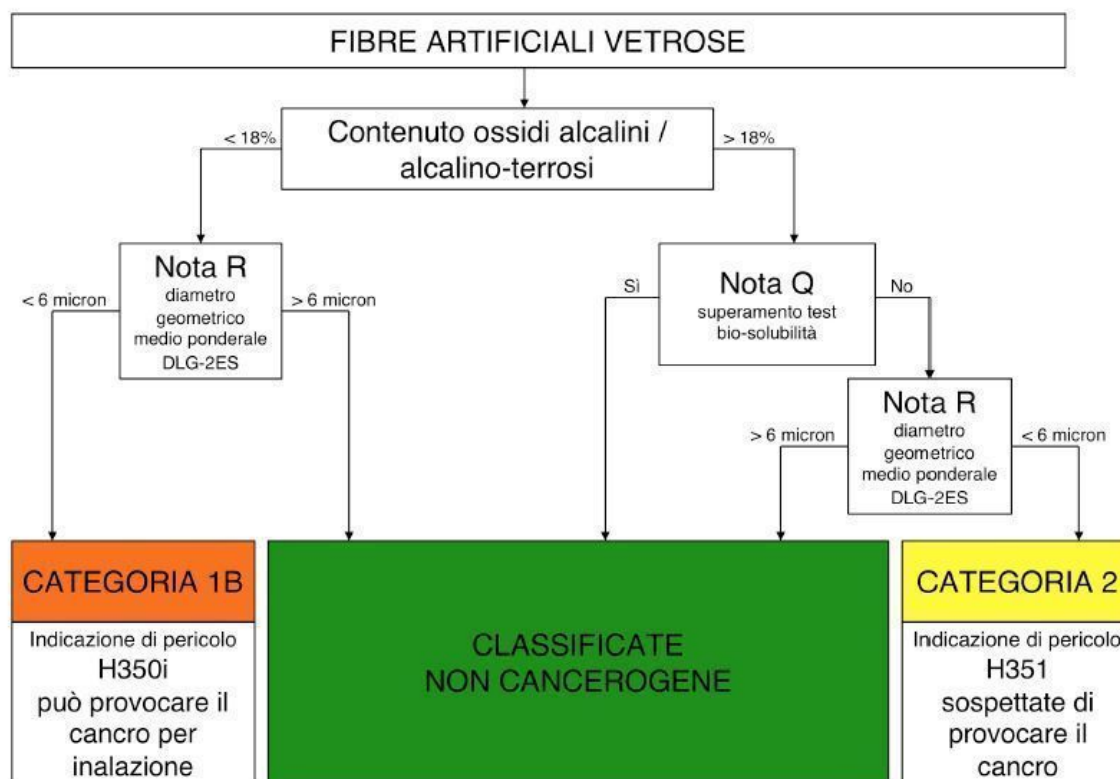 FIBRE ARTIFICIALI VETROSE
Contenuto ossidi alcalini /
alcalino-terrosi
< 18%
> 18%
Nota R
diametro
geometrico
medio ponderale
DLG-2ES
< 6 micron
> 6 micron
Nota Q
superamento test
bio-solubilità
Sì
No
Nota R
diametro
geometrico
medio ponderale
DLG-2ES
> 6 micron
< 6 micron
CATEGORIA 1B
Indicazione di pericolo
H350i
può provocare il
cancro per
inalazione
CLASSIFICATE
NON CANCEROGENE
CATEGORIA 2
Indicazione di pericolo
H351
sospettate di
provocare il
cancro